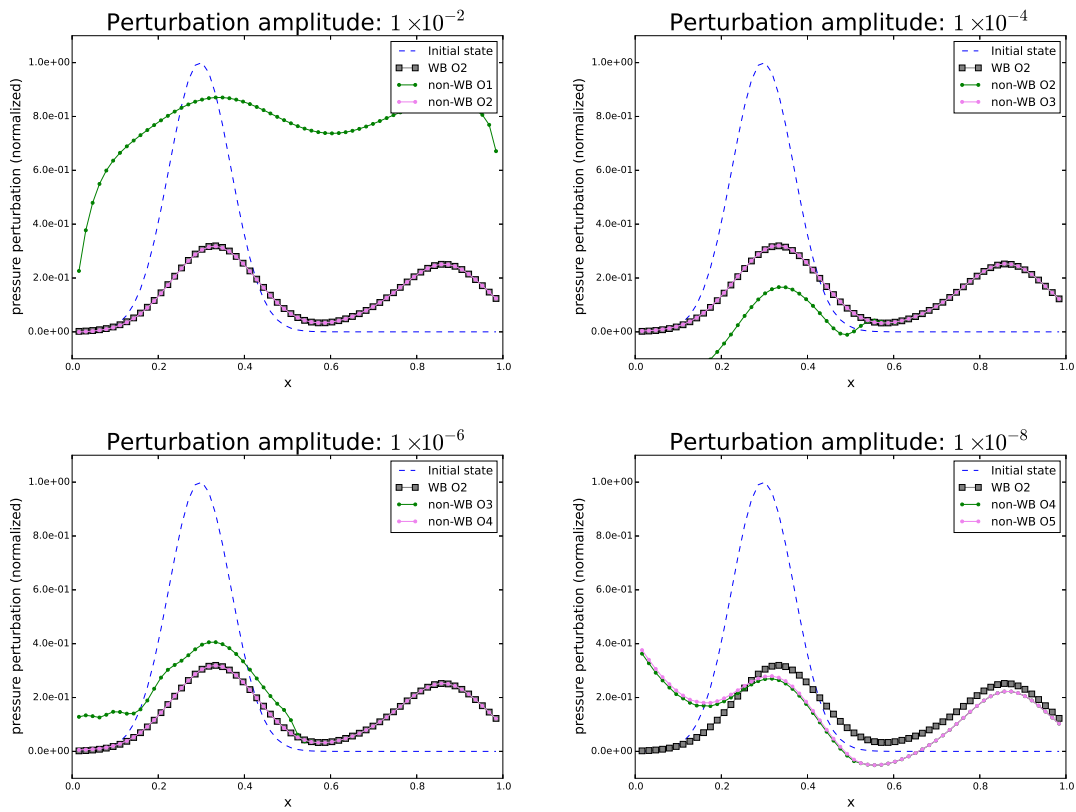 Perturbation amplitude: 1×10⁻²
pressure perturbation (normalized)
1.0e+00
8.0e−01
6.0e−01
4.0e−01
2.0e−01
0.0e+00
Initial state
WB O2
non-WB O1
non-WB O2
0.0 0.2 0.4 0.6 0.8 1.0
x
Perturbation amplitude: 1×10⁻⁴
pressure perturbation (normalized)
1.0e+00
8.0e−01
6.0e−01
4.0e−01
2.0e−01
0.0e+00
Initial state
WB O2
non-WB O2
non-WB O3
0.0 0.2 0.4 0.6 0.8 1.0
x
Perturbation amplitude: 1×10⁻⁶
pressure perturbation (normalized)
1.0e+00
8.0e−01
6.0e−01
4.0e−01
2.0e−01
0.0e+00
Initial state
WB O2
non-WB O3
non-WB O4
0.0 0.2 0.4 0.6 0.8 1.0
x
Perturbation amplitude: 1×10⁻⁸
pressure perturbation (normalized)
1.0e+00
8.0e−01
6.0e−01
4.0e−01
2.0e−01
0.0e+00
Initial state
WB O2
non-WB O4
non-WB O5
0.0 0.2 0.4 0.6 0.8 1.0
x